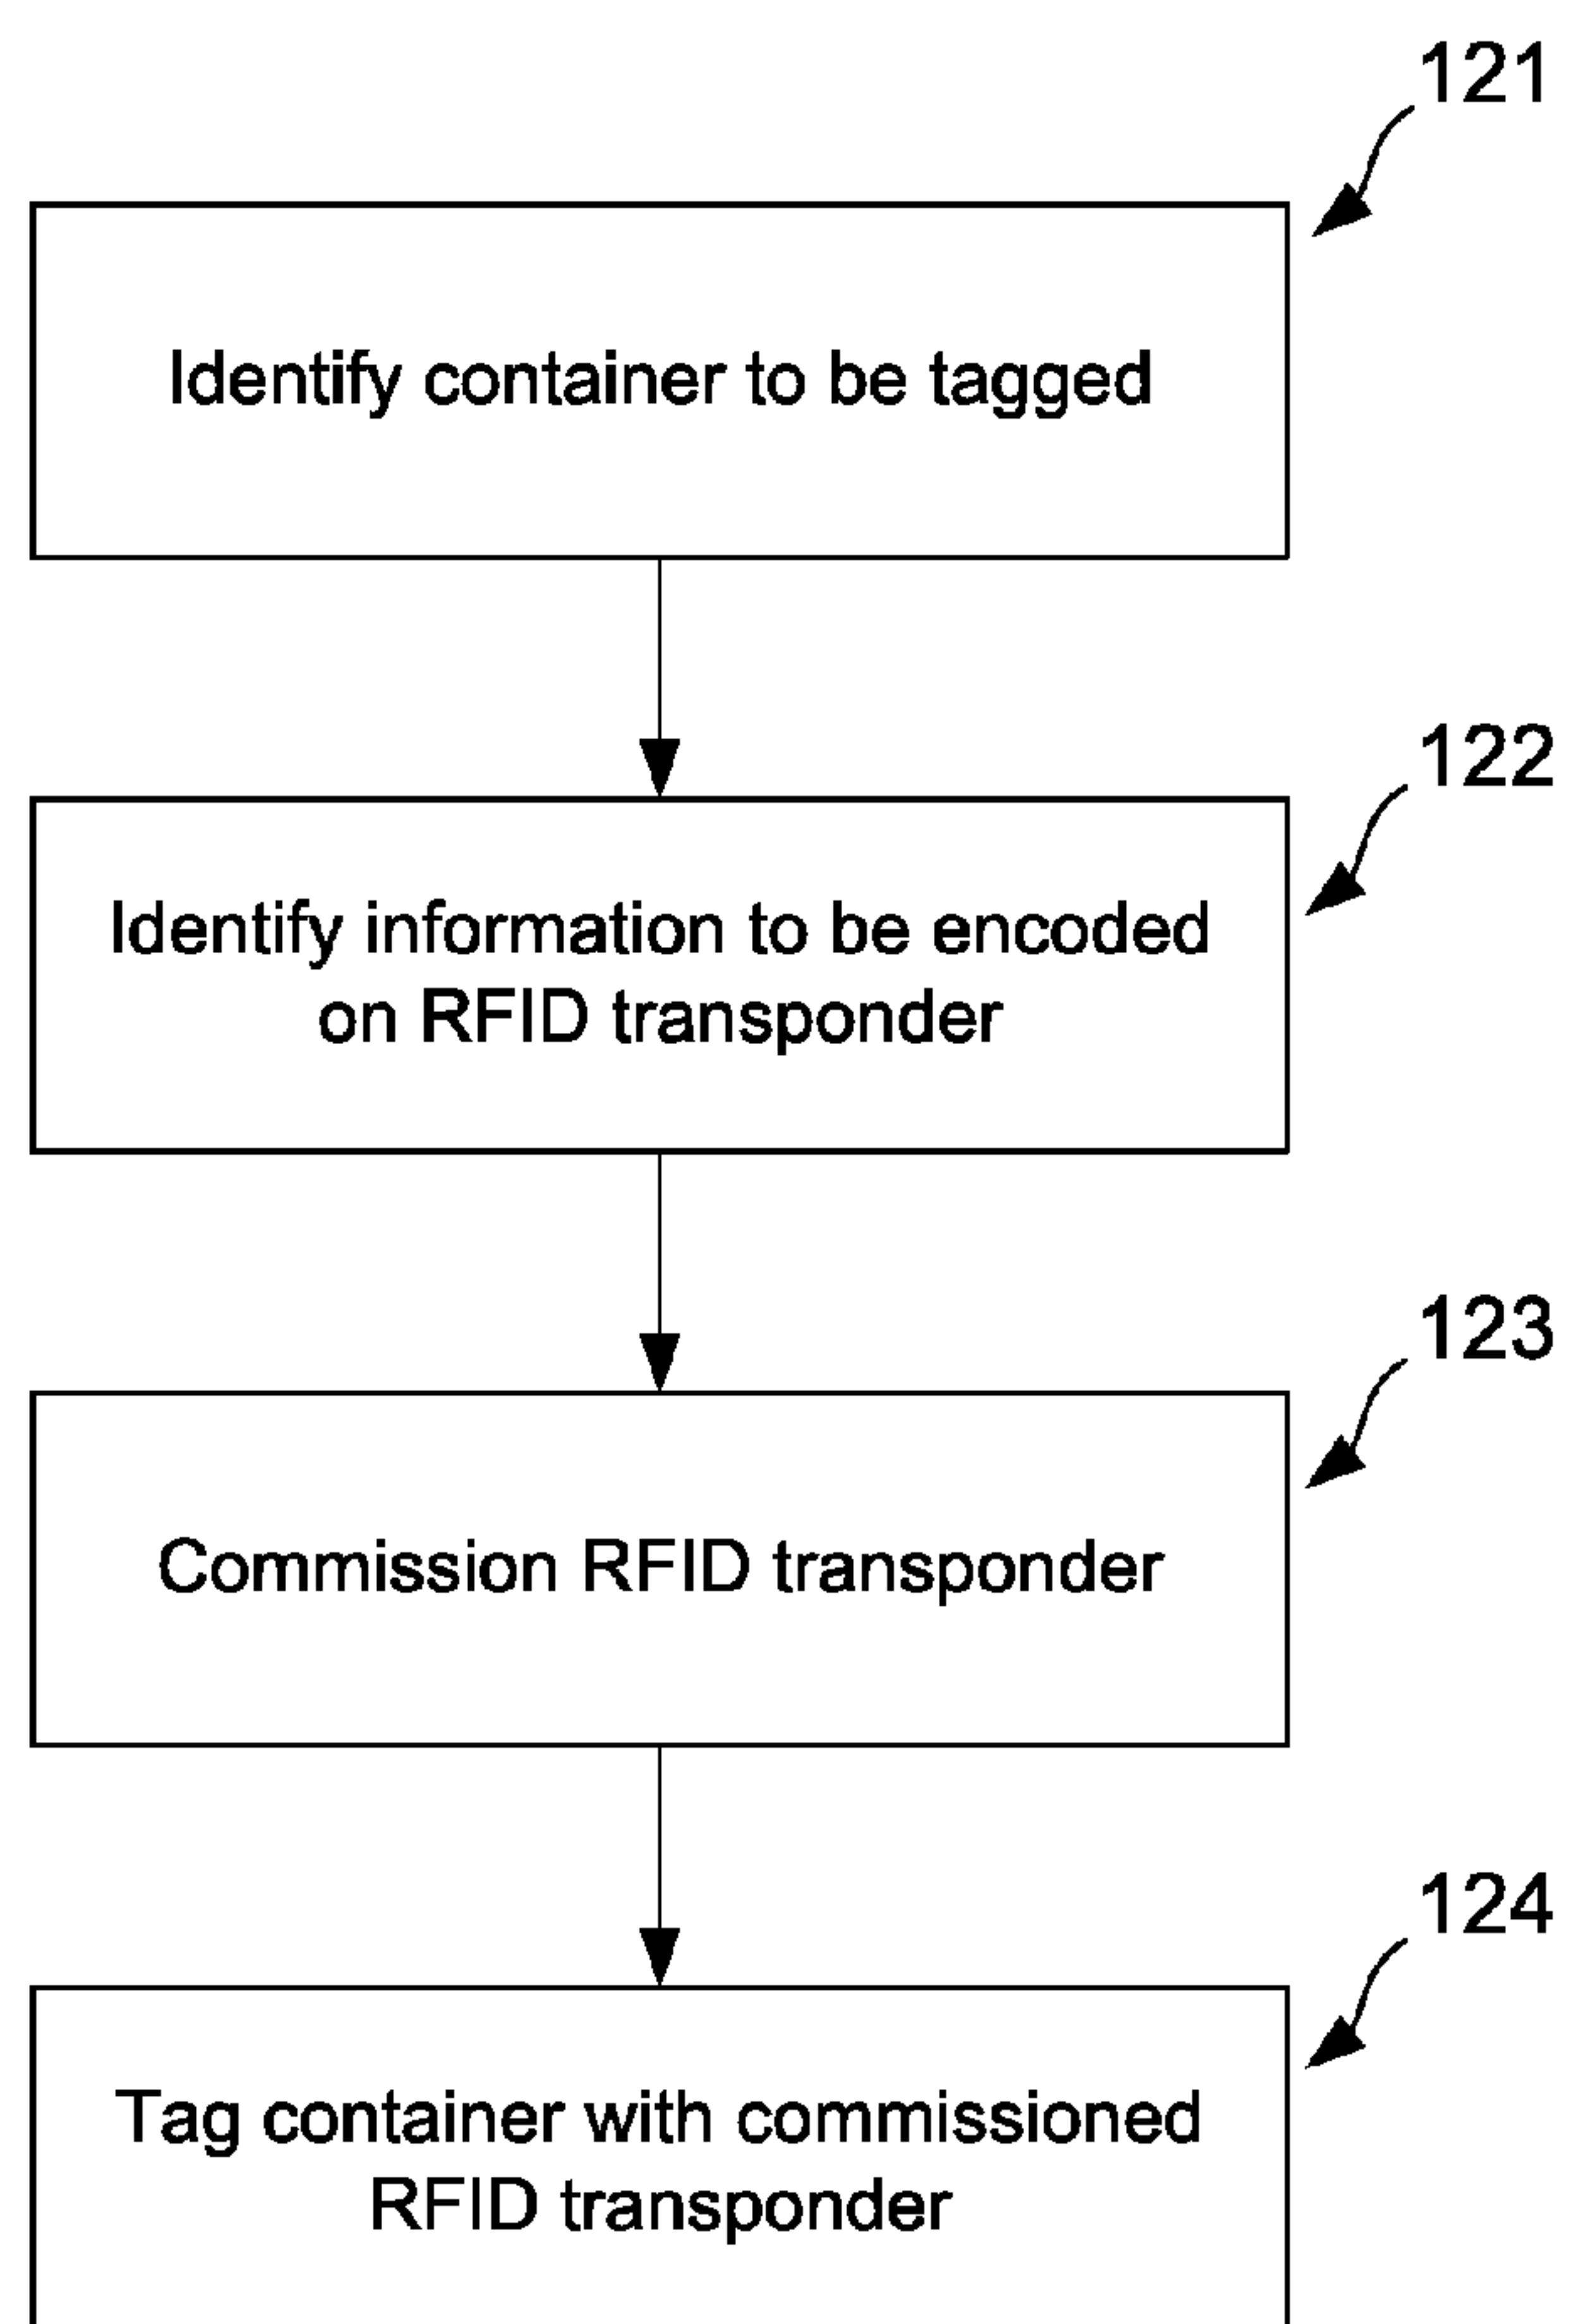 121
Identify container to be tagged
122
Identify information to be encoded
on RFID transponder
123
Commission RFID transponder
124
Tag container with commissioned
RFID transponder